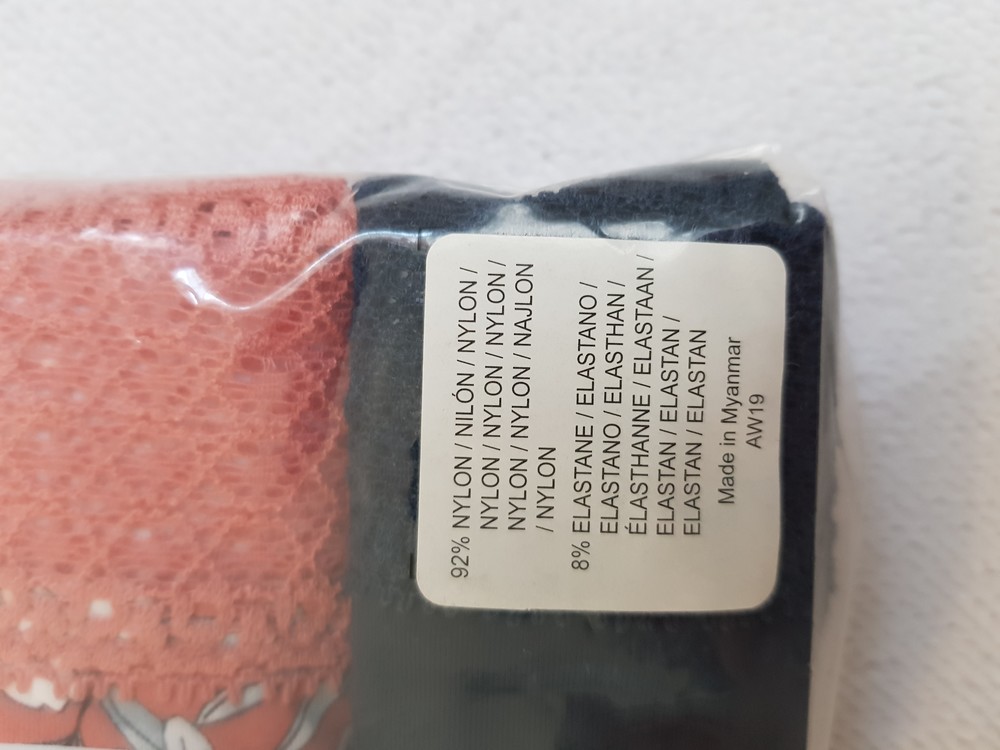 92% NYLON / NILÓN / NYLON /
NYLON / NYLON / NYLON /
NYLON / NYLON / NAJLON
/ NYLON
8% ELASTANE / ELASTANO /
ELASTANO / ELASTHAN /
ÉLASTHANNE / ELASTAAN /
ELASTAN / ELASTAN /
ELASTAN / ELASTAN
Made in Myanmar
AW19